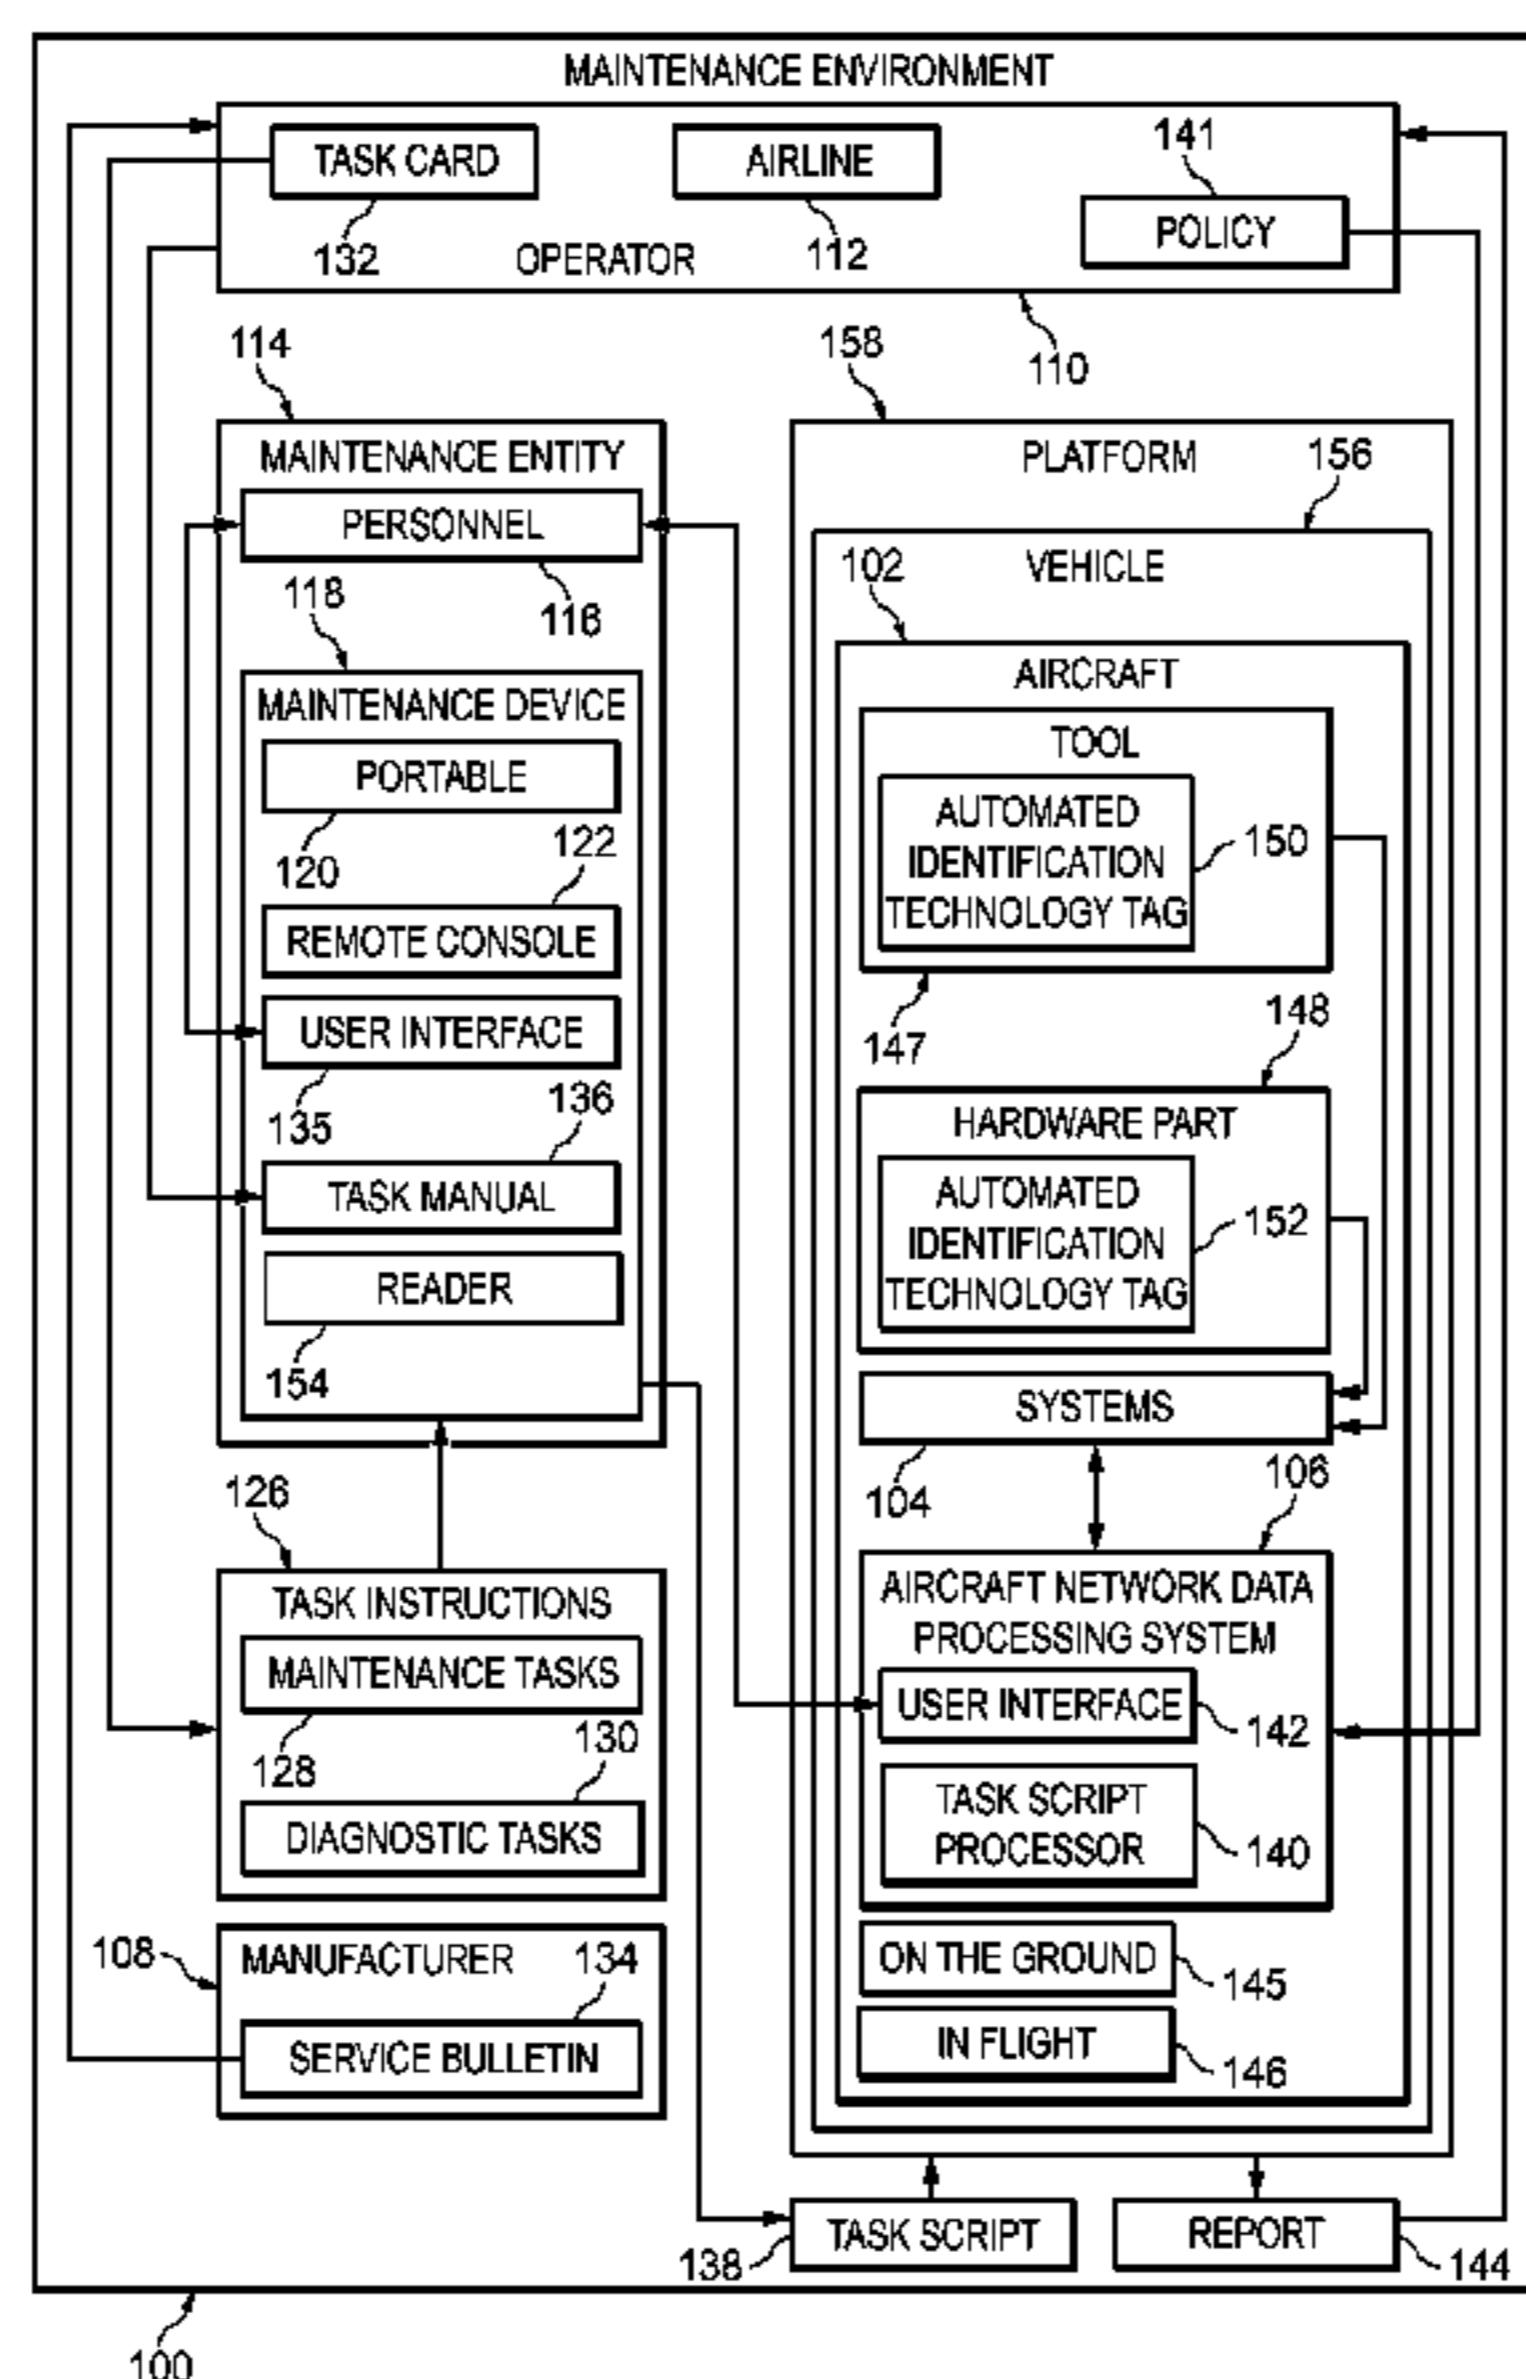 MAINTENANCE ENVIRONMENT
TASK CARD
132
AIRLINE
112
141
POLICY
OPERATOR
110
114
MAINTENANCE ENTITY
PERSONNEL
116
118
MAINTENANCE DEVICE
PORTABLE
120
122
REMOTE CONSOLE
USER INTERFACE
135
136
TASK MANUAL
READER
154
126
TASK INSTRUCTIONS
MAINTENANCE TASKS
128
130
DIAGNOSTIC TASKS
108
MANUFACTURER
134
SERVICE BULLETIN
158
PLATFORM
156
VEHICLE
102
AIRCRAFT
TOOL
AUTOMATED
IDENTIFICATION
TECHNOLOGY TAG
150
147
148
HARDWARE PART
AUTOMATED
IDENTIFICATION
TECHNOLOGY TAG
152
SYSTEMS
104
106
AIRCRAFT NETWORK DATA
PROCESSING SYSTEM
USER INTERFACE
142
TASK SCRIPT
PROCESSOR
140
ON THE GROUND
145
IN FLIGHT
146
TASK SCRIPT
138
REPORT
144
100